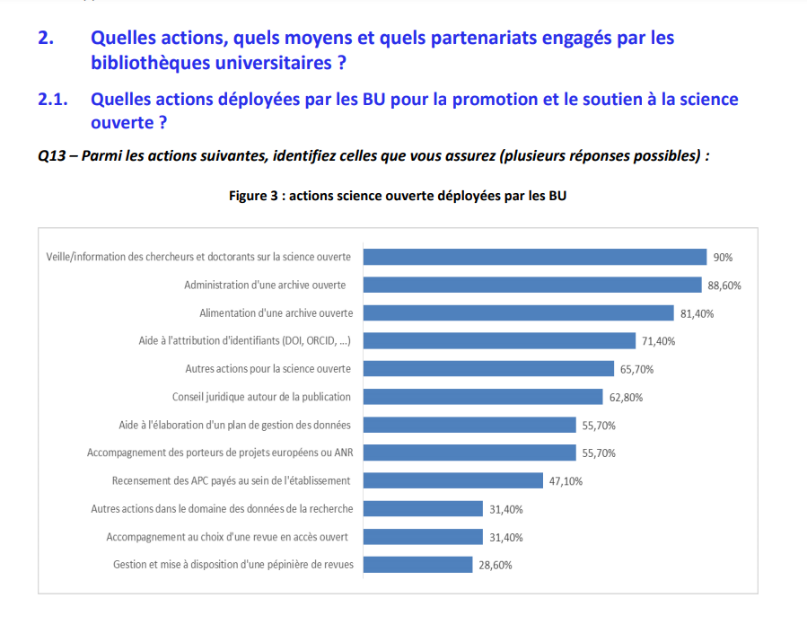 2. Quelles actions, quels moyens et quels partenariats engagés par les
bibliothèques universitaires ?
2.1. Quelles actions déployées par les BU pour la promotion et le soutien à la science
ouverte ?
Q13 – Parmi les actions suivantes, identifiez celles que vous assurez (plusieurs réponses possibles) :
Figure 3 : actions science ouverte déployées par les BU
Veille/information des chercheurs et doctorants sur la science ouverte 90%
Administration d'une archive ouverte 88,60%
Alimentation d'une archive ouverte 81,40%
Aide à l'attribution d'identifiants (DOI, ORCID, ...) 71,40%
Autres actions pour la science ouverte 65,70%
Conseil juridique autour de la publication 62,80%
Aide à l'élaboration d'un plan de gestion des données 55,70%
Accompagnement des porteurs de projets européens ou ANR 55,70%
Recensement des APC payés au sein de l'établissement 47,10%
Autres actions dans le domaine des données de la recherche 31,40%
Accompagnement au choix d'une revue en accès ouvert 31,40%
Gestion et mise à disposition d'une pépinière de revues 28,60%